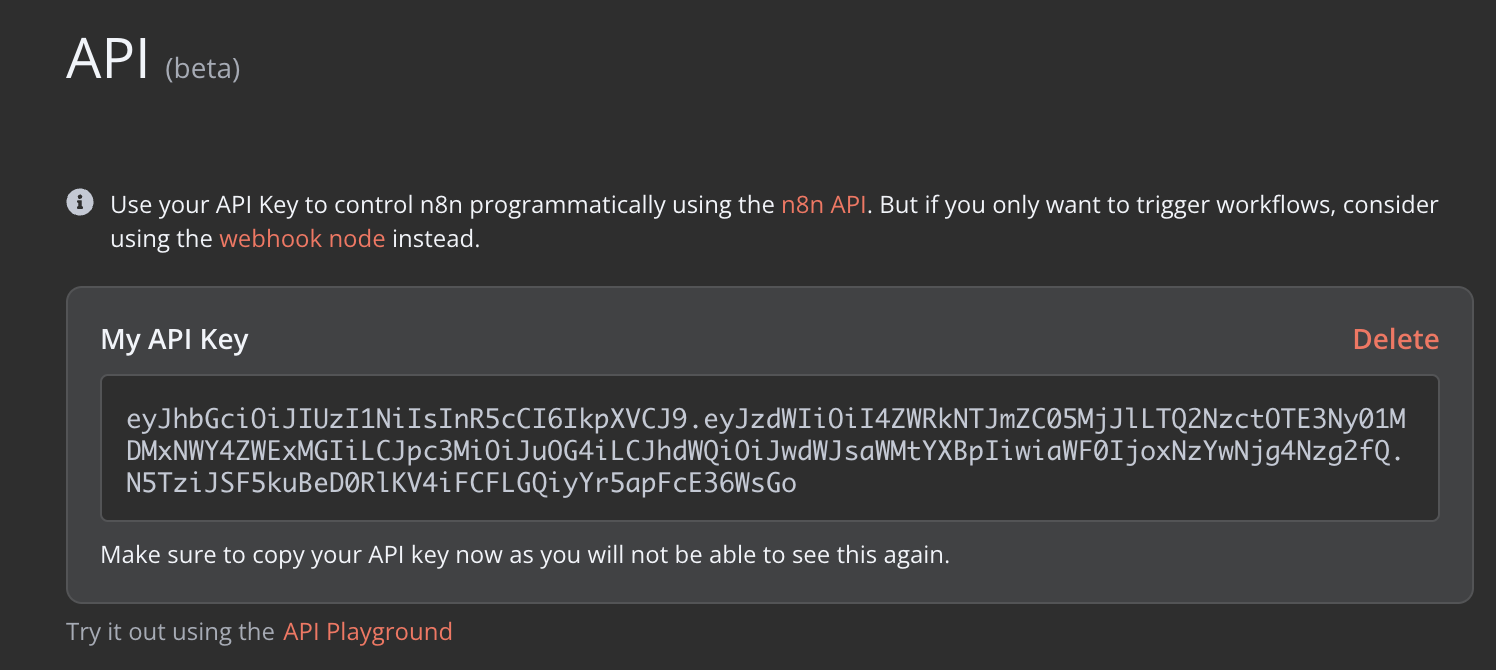 API (beta)
Use your API Key to control n8n programmatically using the n8n API. But if you only want to trigger workflows, consider
using the webhook node instead.
My API Key
Delete
eyJhbGciOiJIUzI1NiIsInR5cCI6IkpXVCJ9.eyJzdWIiOiI4ZWRkNTJmZC05MjJlLTQ2NzctOTE3Ny01M
DMxNWY4ZWExMGIiLCJpc3MiOiJuOG4iLCJhdWQiOiJwdWJsaWMtYXBpIiwiaWF0IjoxNzYwNjg4Nzg2fQ.
N5TziJSF5kuBeD0RlKV4iFCFLGQiyYr5apFcE36WsGo
Make sure to copy your API key now as you will not be able to see this again.
Try it out using the API Playground